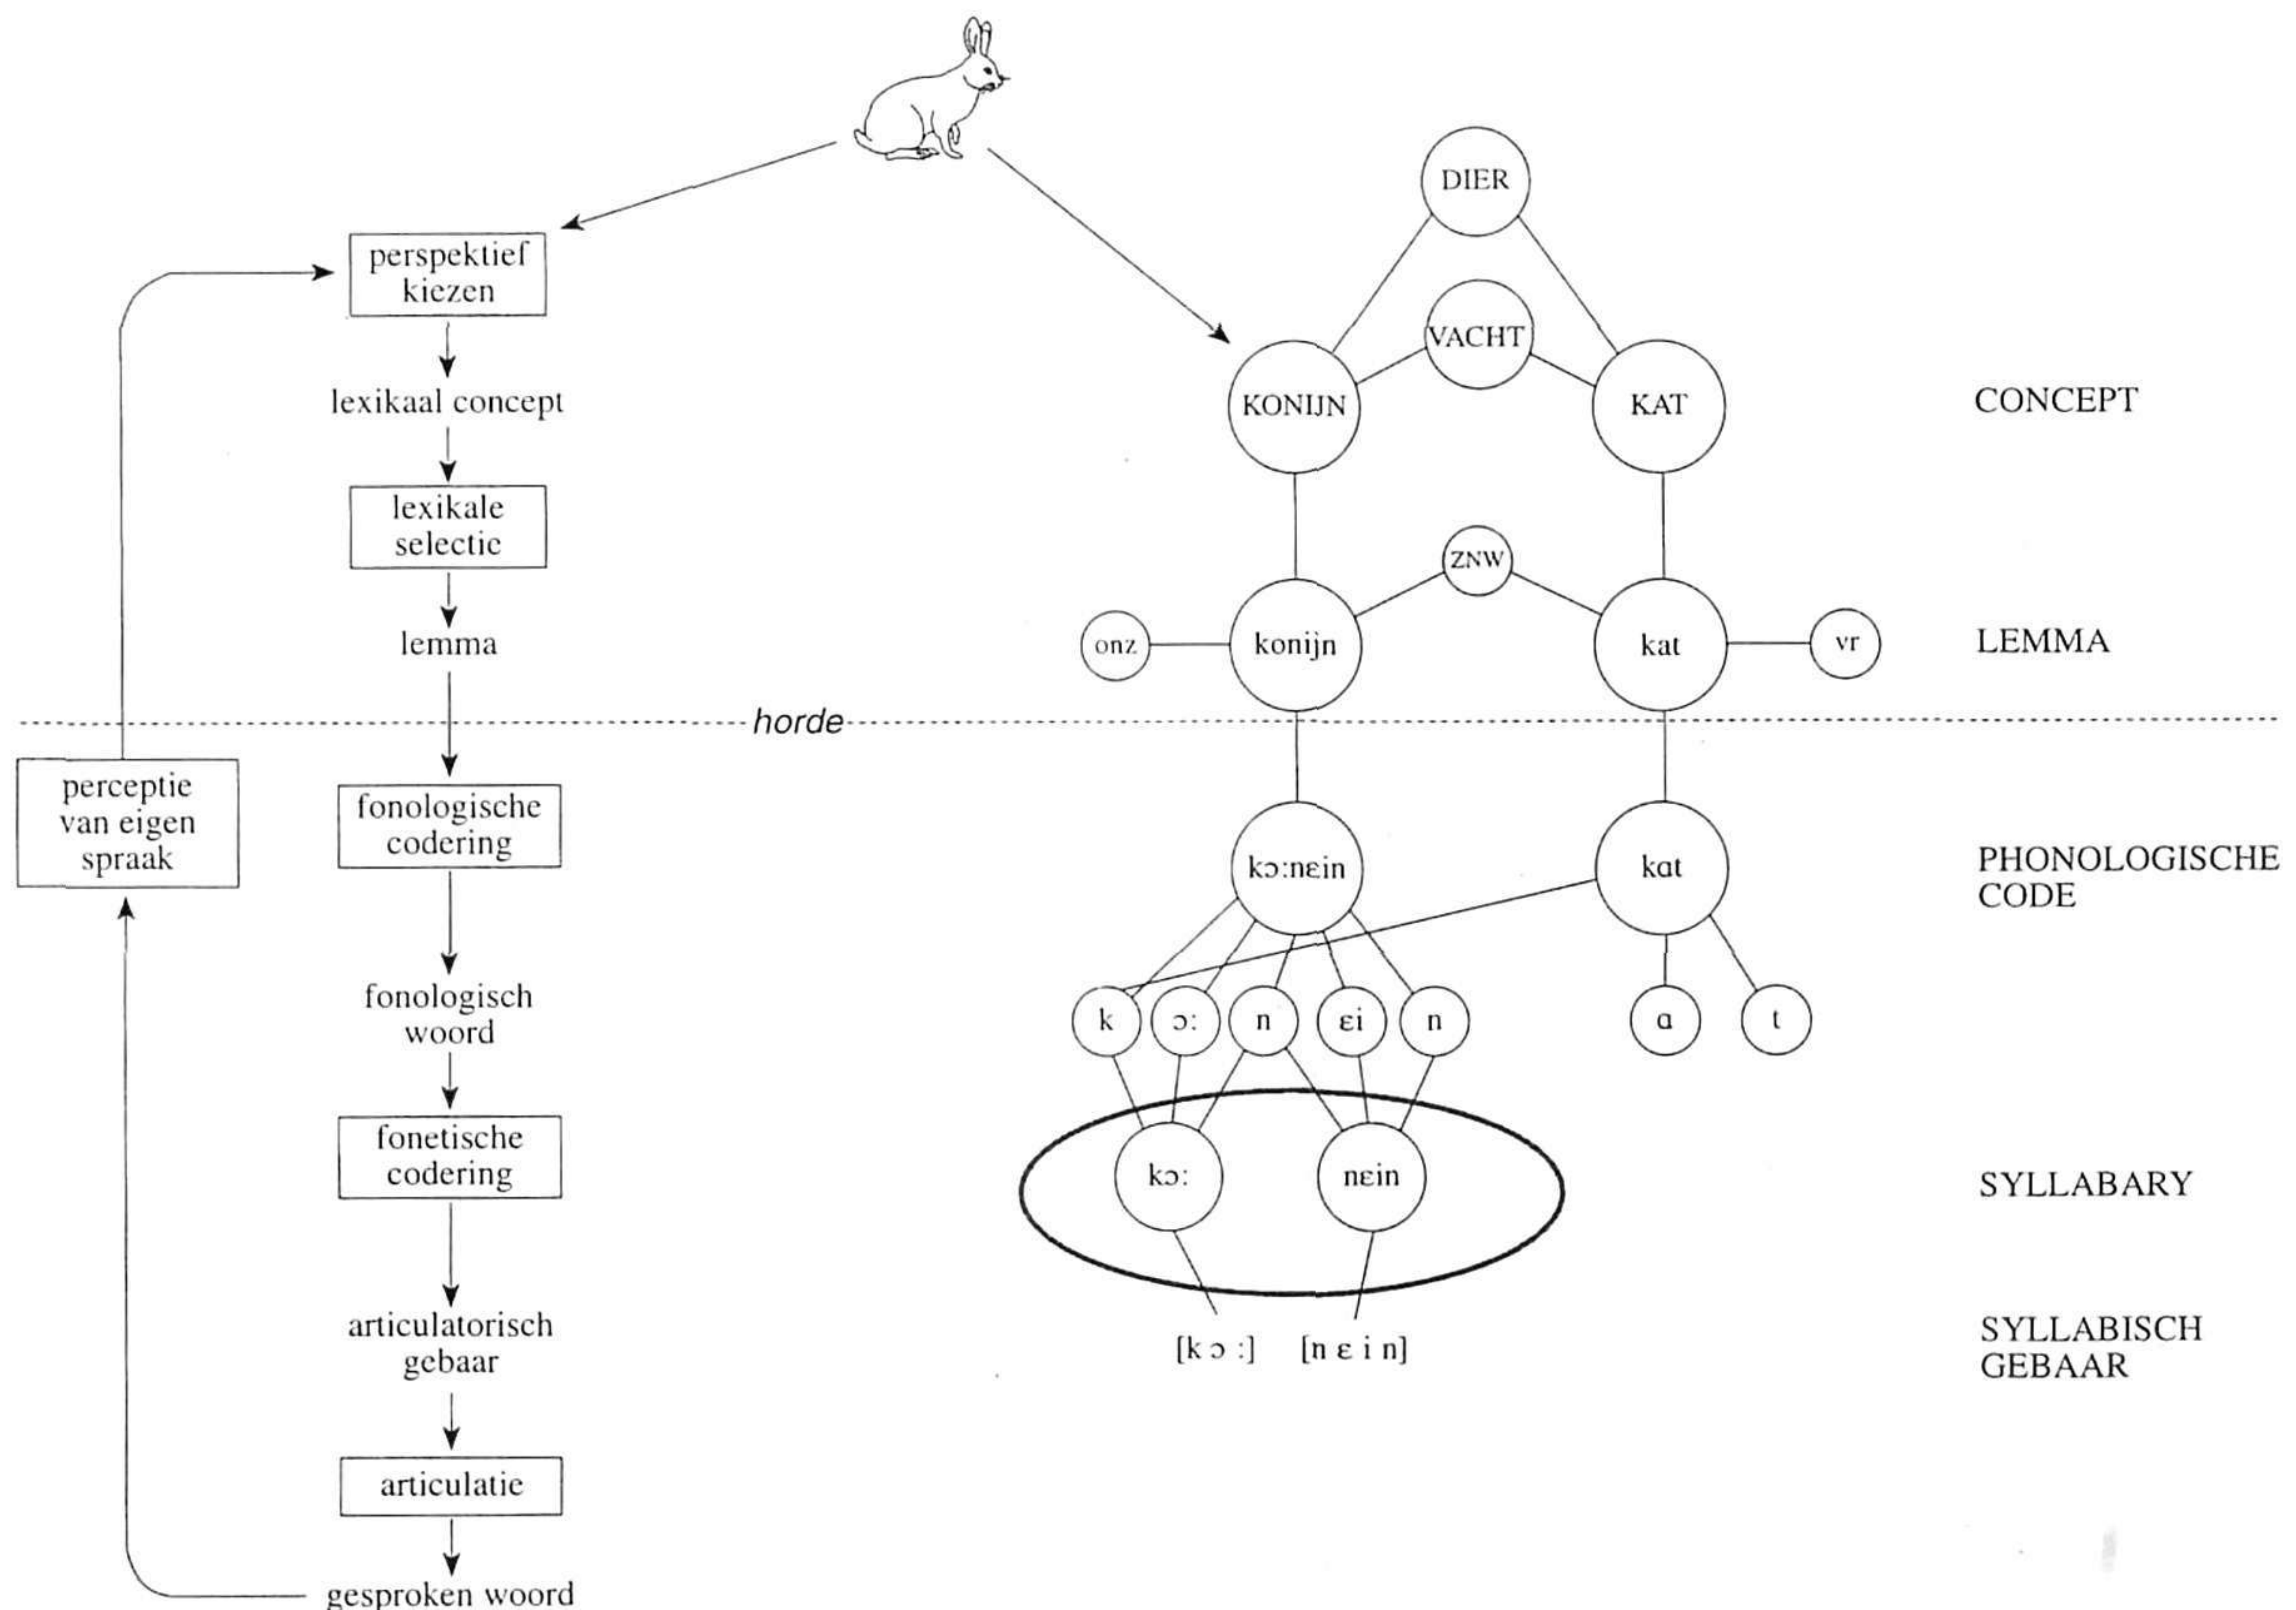 DIER
perspektief
kiezen
VACHT
lexikaal concept
KONIJN
KAT
CONCEPT
lexikale
selectie
ZNW
lemma
onz
konijn
kat
vr
LEMMA
horde
perceptie
van eigen
spraak
fonologische
codering
kɔ:nɛin
kɑt
PHONOLOGISCHE
CODE
fonologisch
woord
k
ɔ:
n
ɛi
n
ɑ
t
fonetische
codering
kɔ:
nɛin
SYLLABARY
articulatorisch
gebaar
[k ɔ :]
[n ɛ i n]
SYLLABISCH
GEBAAR
articulatie
gesproken woord